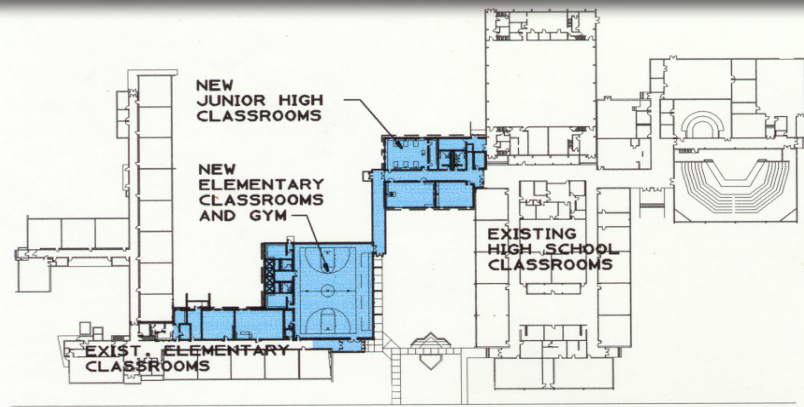 NEW
JUNIOR HIGH
CLASSROOMS
NEW
ELEMENTARY
CLASSROOMS
AND GYM
EXISTING
HIGH SCHOOL
CLASSROOMS
EXIST. ELEMENTARY
CLASSROOMS